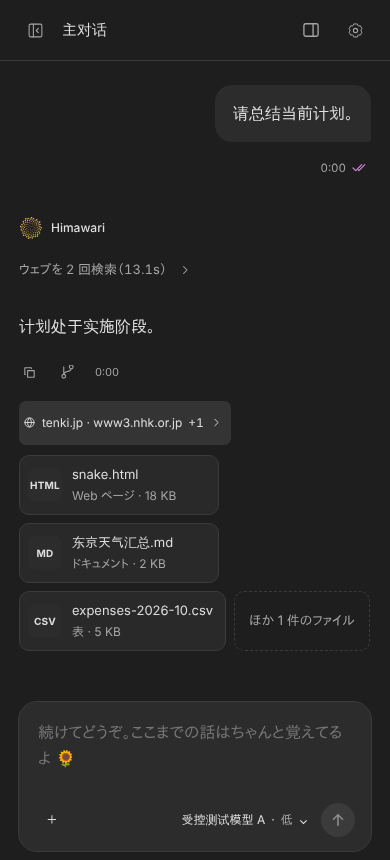 主对话
请总结当前计划。
0:00
Himawari
ウェブを 2 回検索（13.1s）
计划处于实施阶段。
0:00
tenki.jp · www3.nhk.or.jp +1
HTML
snake.html
Web ページ · 18 KB
MD
东京天气汇总.md
ドキュメント · 2 KB
CSV
expenses-2026-10.csv
表 · 5 KB
ほか 1 件のファイル
続けてどうぞ。ここまでの話はちゃんと覚えてる
よ 🌻
受控测试模型 A · 低